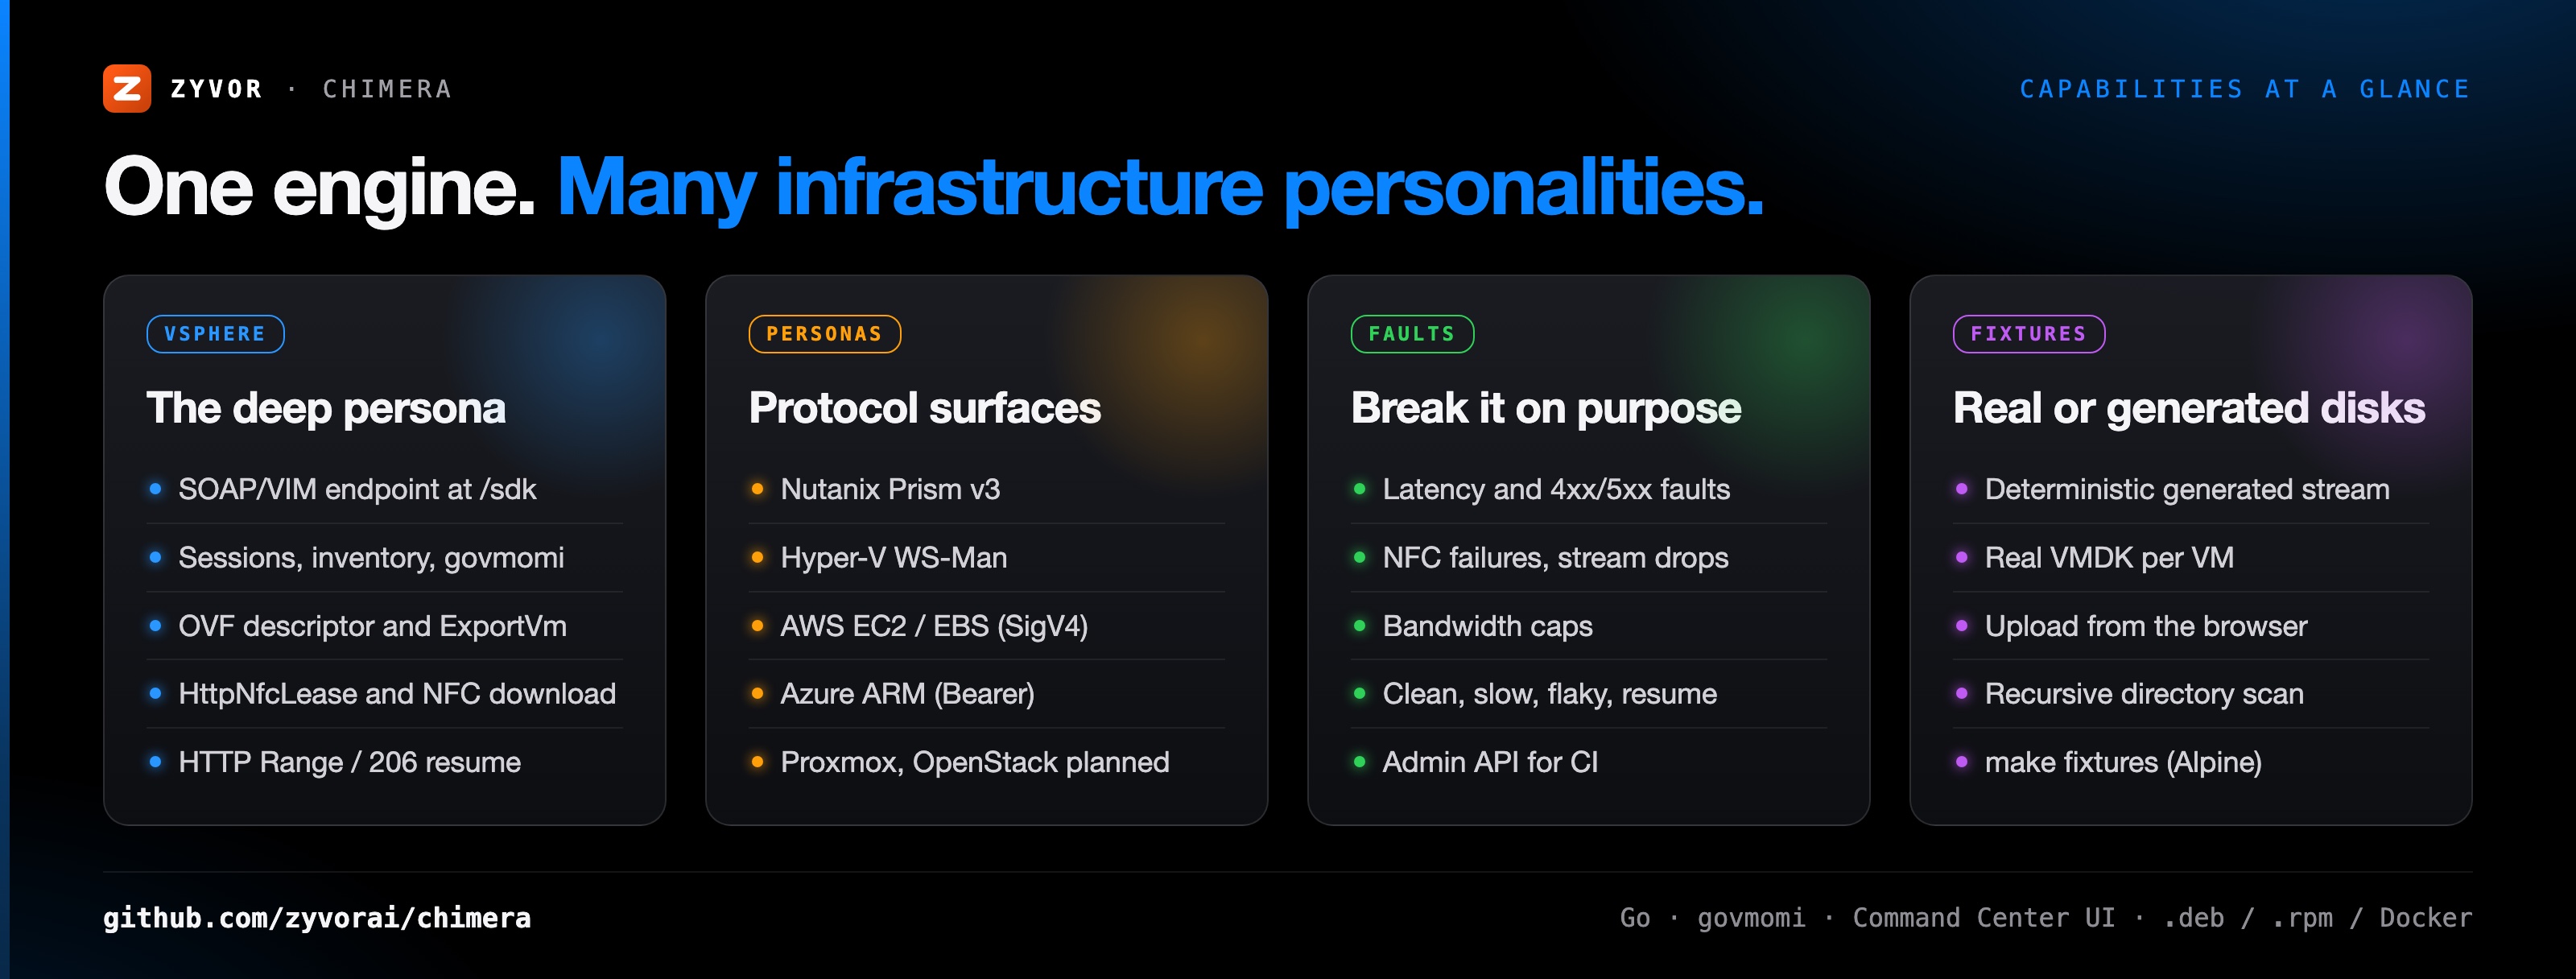 Z ZYVOR · CHIMERA
CAPABILITIES AT A GLANCE
One engine. Many infrastructure personalities.
VSPHERE
The deep persona
SOAP/VIM endpoint at /sdk
Sessions, inventory, govmomi
OVF descriptor and ExportVm
HttpNfcLease and NFC download
HTTP Range / 206 resume
PERSONAS
Protocol surfaces
Nutanix Prism v3
Hyper-V WS-Man
AWS EC2 / EBS (SigV4)
Azure ARM (Bearer)
Proxmox, OpenStack planned
FAULTS
Break it on purpose
Latency and 4xx/5xx faults
NFC failures, stream drops
Bandwidth caps
Clean, slow, flaky, resume
Admin API for CI
FIXTURES
Real or generated disks
Deterministic generated stream
Real VMDK per VM
Upload from the browser
Recursive directory scan
make fixtures (Alpine)
github.com/zyvorai/chimera
Go · govmomi · Command Center UI · .deb / .rpm / Docker